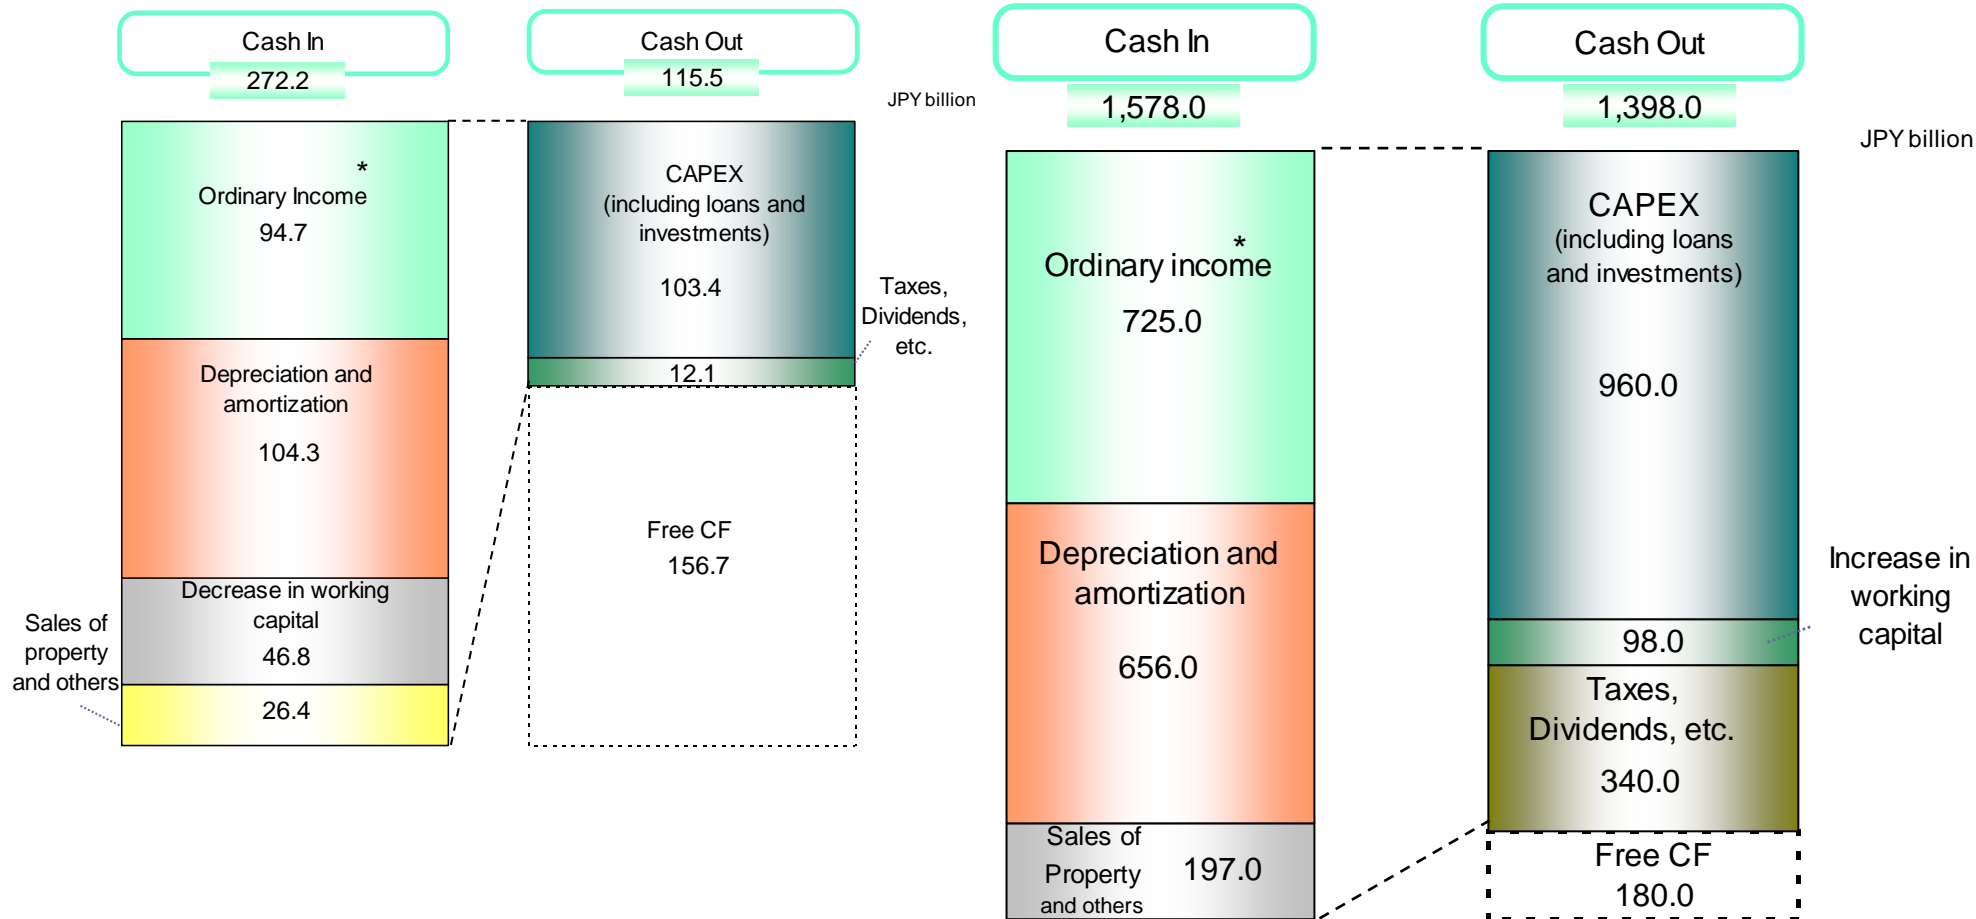 Cash In
272.2
Cash Out
115.5
JPY billion
Ordinary Income
*
94.7
Depreciation and
amortization
104.3
Decrease in working
capital
46.8
Sales of
property
and others
26.4
CAPEX
(including loans and
investments)
103.4
Taxes,
Dividends,
etc.
12.1
Free CF
156.7
Cash In
1,578.0
Cash Out
1,398.0
JPY billion
*
Ordinary income
725.0
Depreciation and
amortization
656.0
Sales of
Property
and others
197.0
CAPEX
(including loans
and investments)
960.0
Increase in
working
capital
98.0
Taxes,
Dividends, etc.
340.0
Free CF
180.0